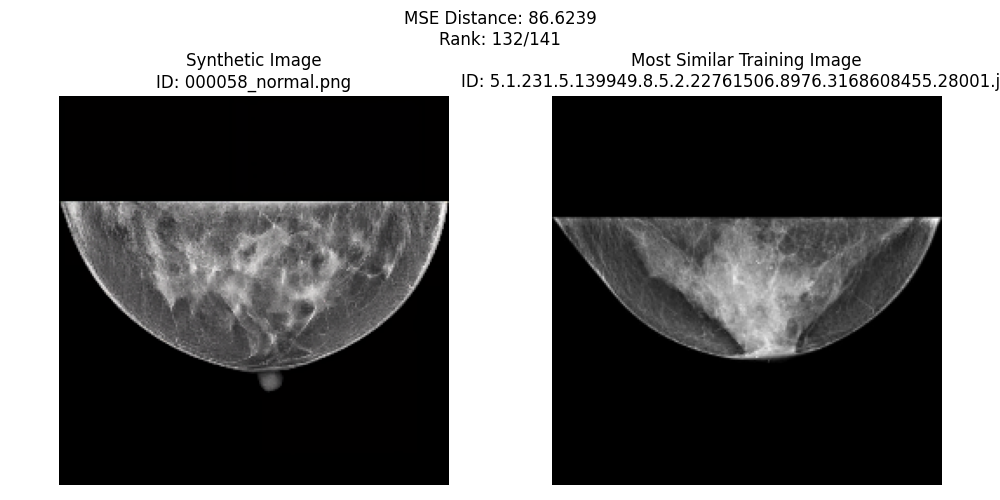 MSE Distance: 86.6239
Rank: 132/141
Synthetic Image
ID: 000058_normal.png
Most Similar Training Image
ID: 5.1.231.5.139949.8.5.2.22761506.8976.3168608455.28001.j